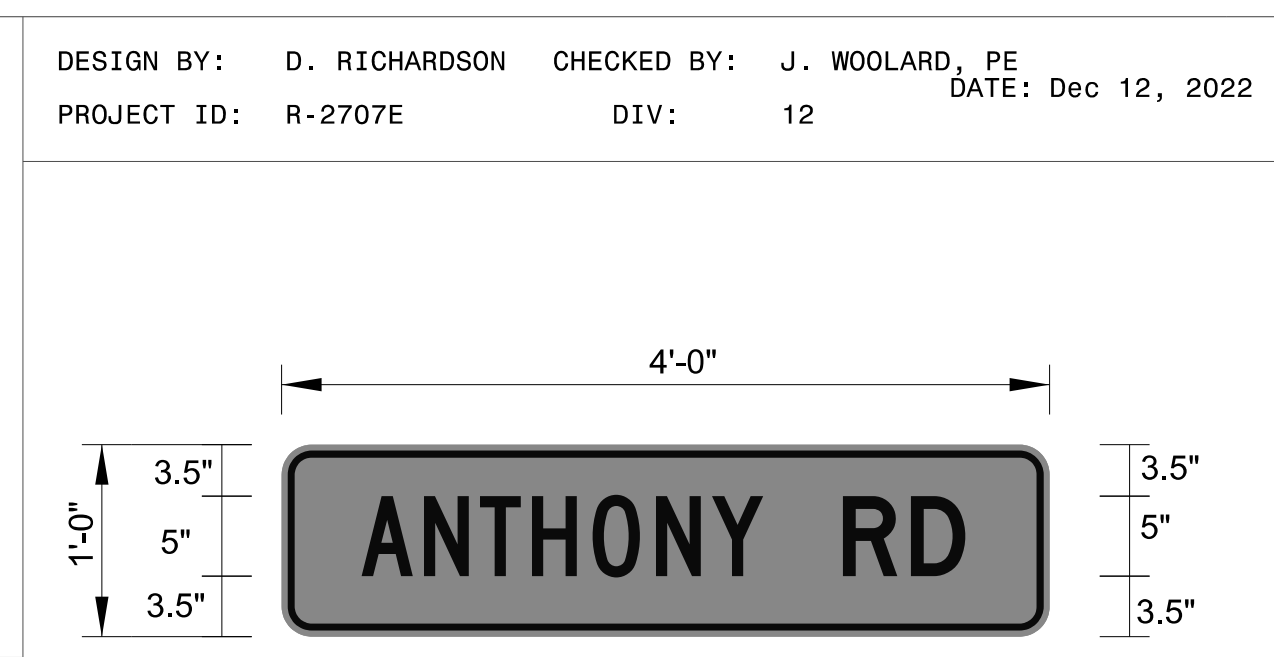 DESIGN BY: D. RICHARDSON CHECKED BY: J. WOOLARD, PE
DATE: Dec 12, 2022
PROJECT ID: R-2707E DIV: 12
4'-0"
3.5" 3.5"
1'-0" 5" ANTHONY RD 5"
3.5" 3.5"